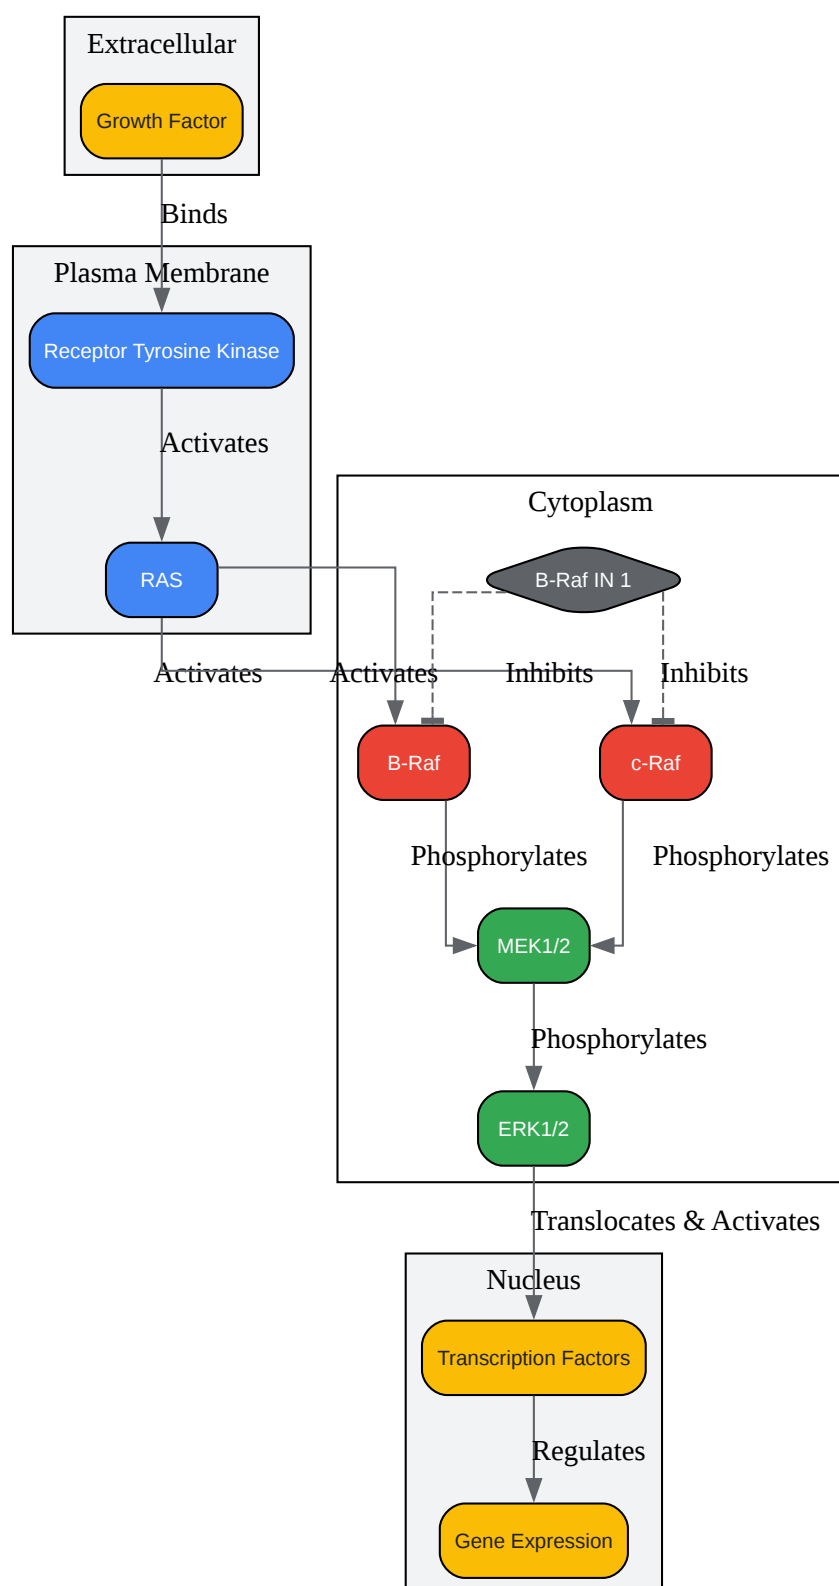 Extracellular
Growth Factor
Binds
Plasma Membrane
Receptor Tyrosine Kinase
Activates
Cytoplasm
RAS
B-Raf IN 1
Activates
Activates
Inhibits
Inhibits
B-Raf
c-Raf
Phosphorylates
Phosphorylates
MEK1/2
Phosphorylates
ERK1/2
Translocates & Activates
Nucleus
Transcription Factors
Regulates
Gene Expression